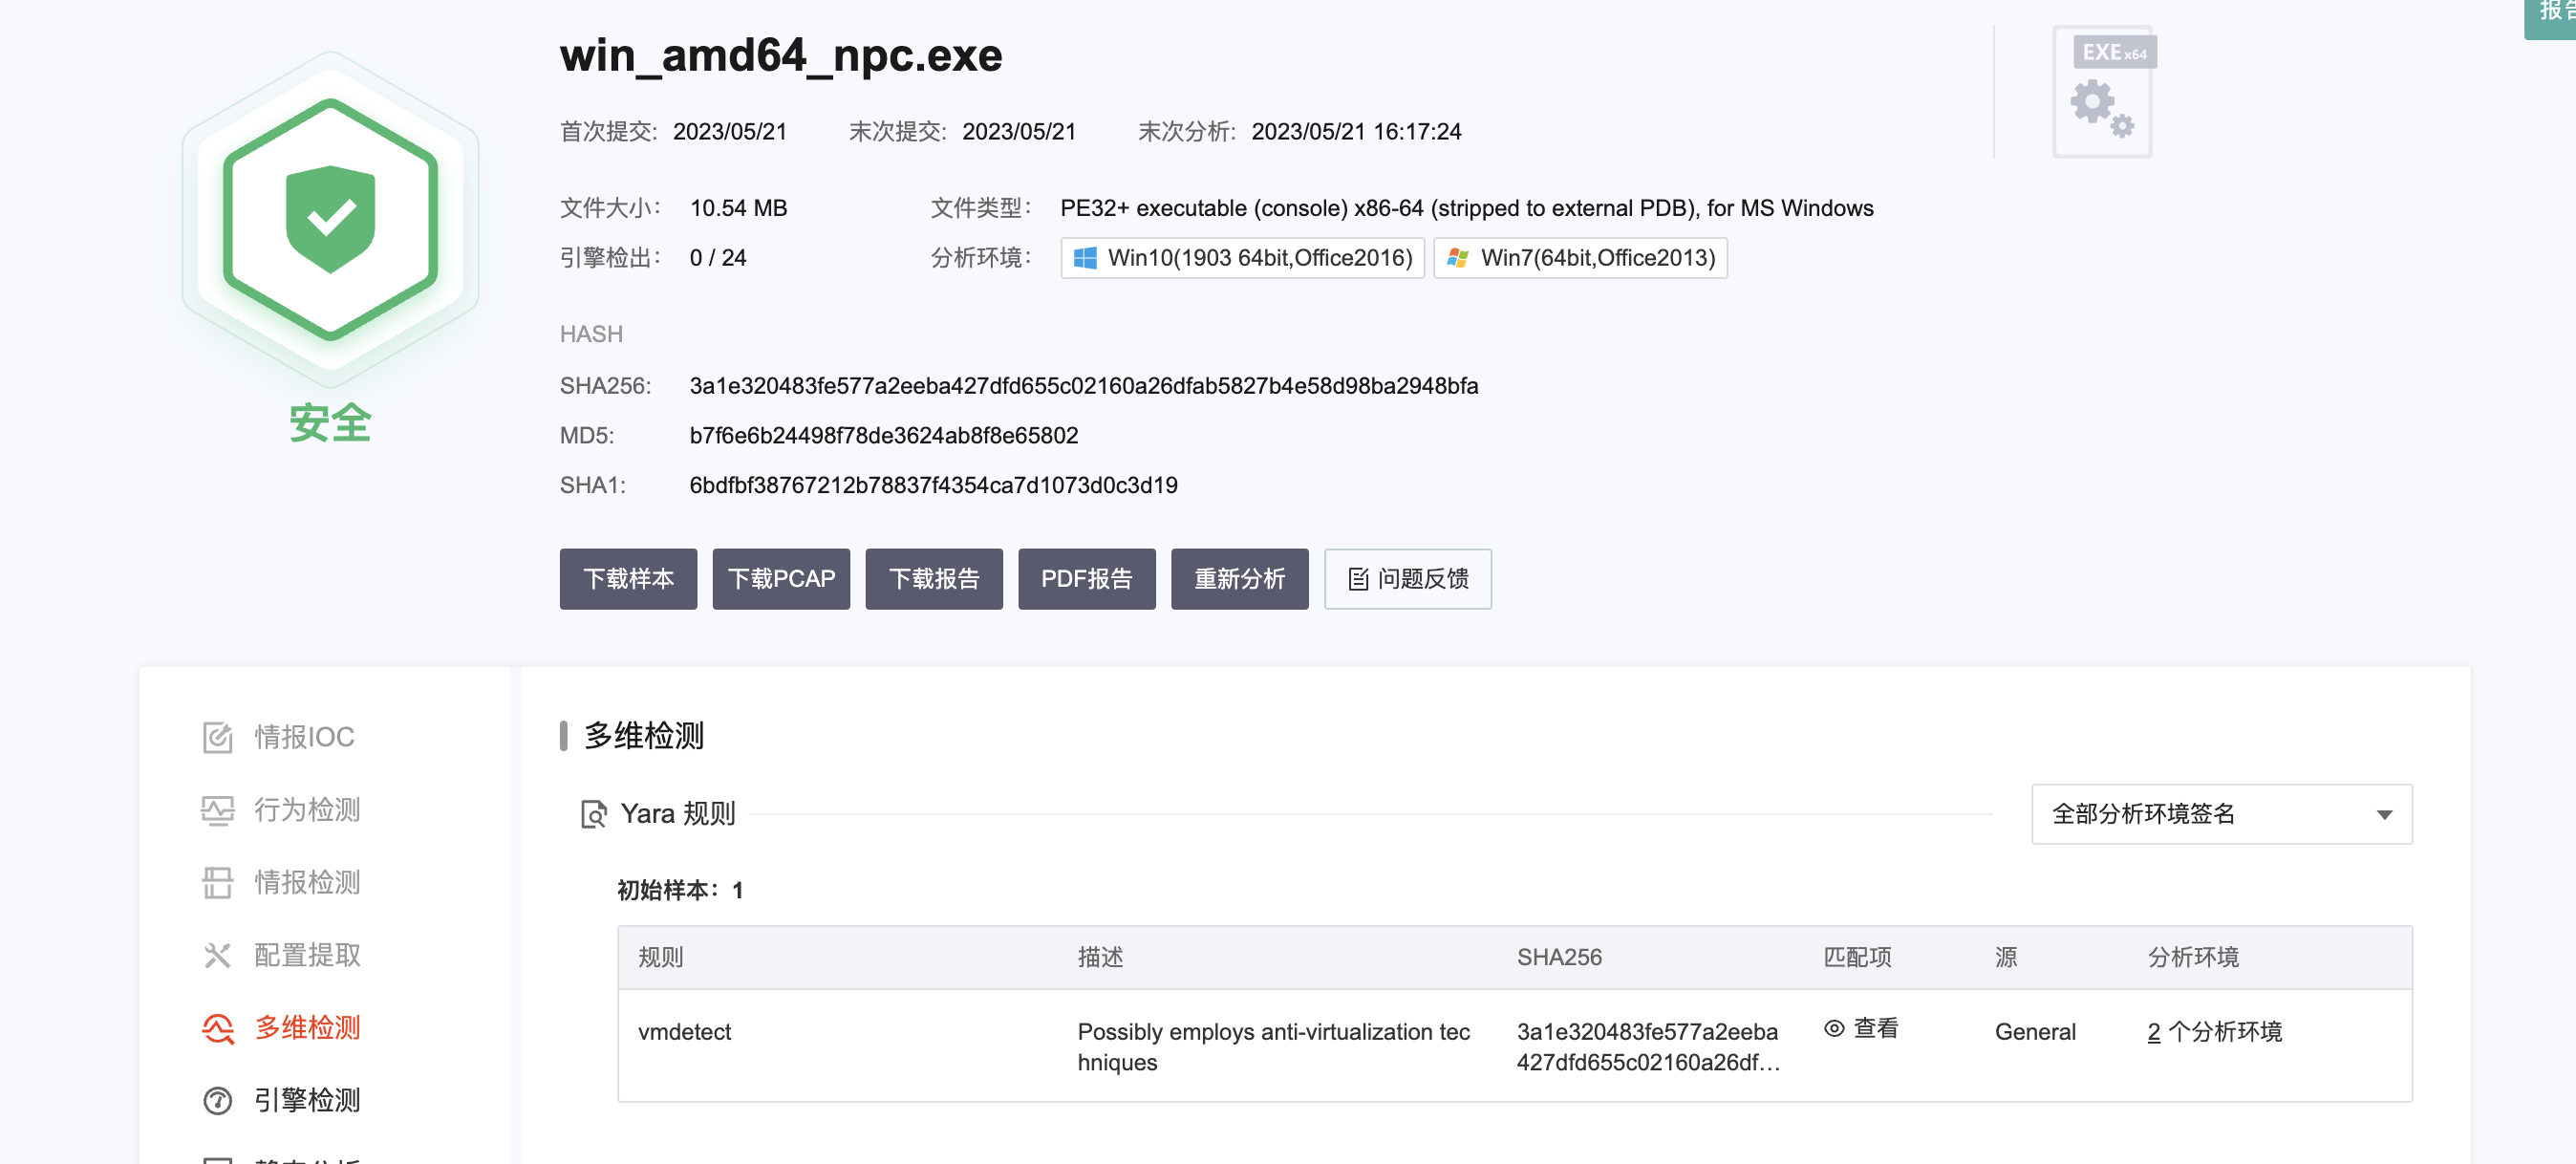 报告
win_amd64_npc.exe
EXE x64
首次提交: 2023/05/21 末次提交: 2023/05/21 末次分析: 2023/05/21 16:17:24
文件大小: 10.54 MB 文件类型: PE32+ executable (console) x86-64 (stripped to external PDB), for MS Windows
引擎检出: 0 / 24 分析环境: Win10(1903 64bit,Office2016) Win7(64bit,Office2013)
安全
HASH
SHA256: 3a1e320483fe577a2eeba427dfd655c02160a26dfab5827b4e58d98ba2948bfa
MD5: b7f6e6b24498f78de3624ab8f8e65802
SHA1: 6bdfbf38767212b78837f4354ca7d1073d0c3d19
下载样本 下载PCAP 下载报告 PDF报告 重新分析 问题反馈
情报IOC
行为检测
情报检测
配置提取
多维检测
引擎检测
多维检测
Yara 规则
全部分析环境签名
初始样本: 1
规则 描述 SHA256 匹配项 源 分析环境
vmdetect Possibly employs anti-virtualization tec 3a1e320483fe577a2eeba 查看 General 2 个分析环境
hniques 427dfd655c02160a26df...